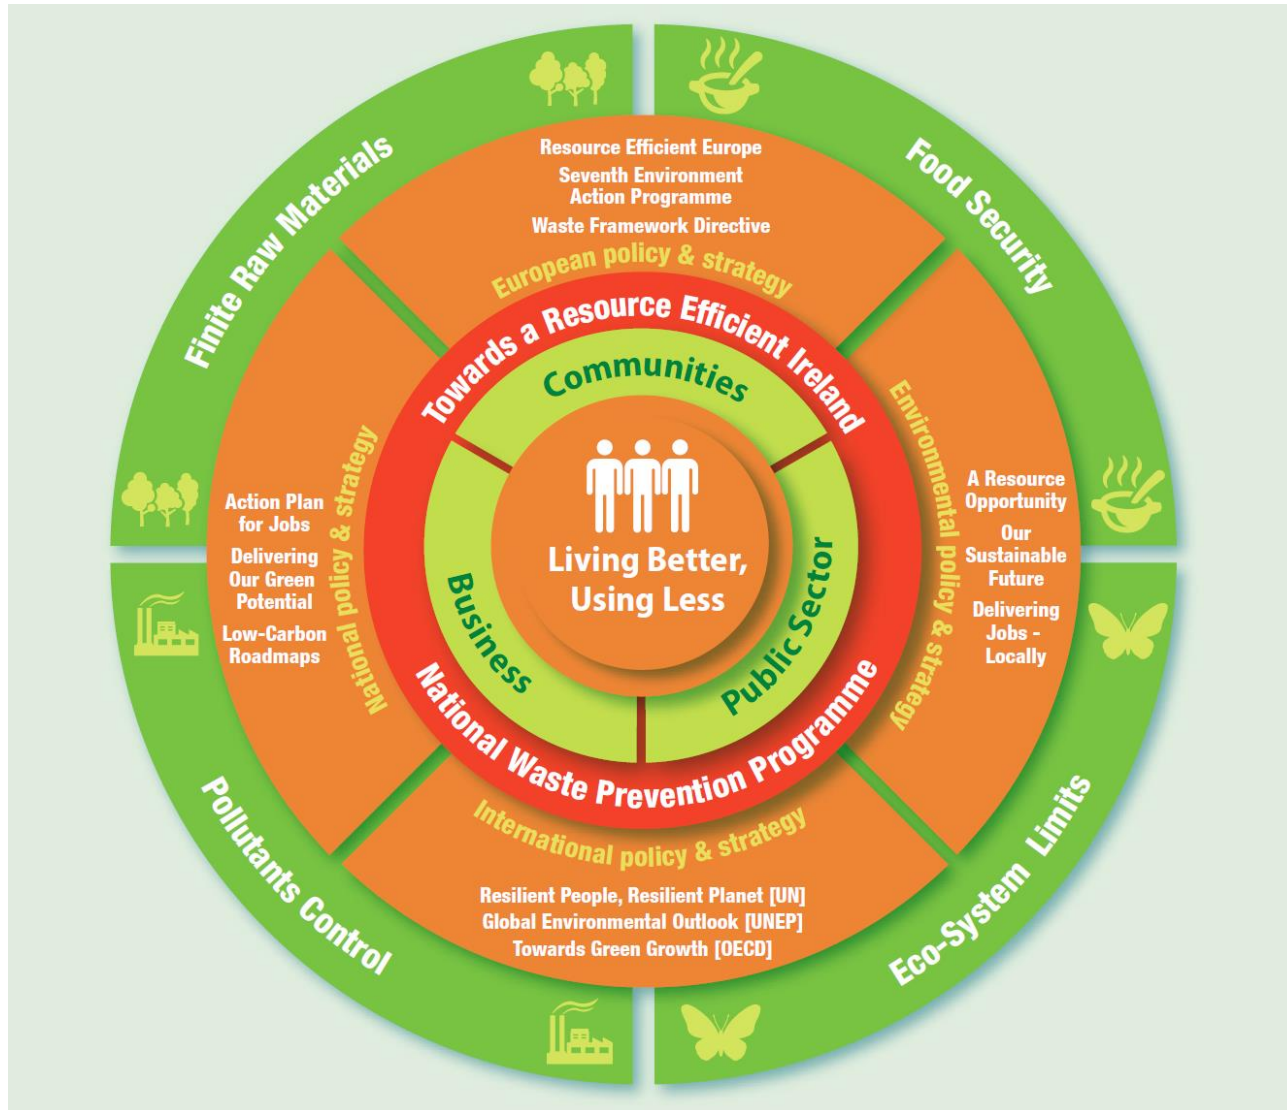 Finite Raw Materials
Food Security
Resource Efficient Europe
Seventh Environment
Action Programme
Waste Framework Directive
European policy & strategy
Towards a Resource Efficient Ireland
Communities
Action Plan
for Jobs
Delivering
Our Green
Potential
Low-Carbon
Roadmaps
National policy & strategy
Business
Living Better,
Using Less
Public Sector
Environmental policy & strategy
A Resource
Opportunity
Our
Sustainable
Future
Delivering
Jobs -
Locally
National Waste Prevention Programme
International policy & strategy
Resilient People, Resilient Planet [UN]
Global Environmental Outlook [UNEP]
Towards Green Growth [OECD]
Pollutants Control
Eco-System Limits